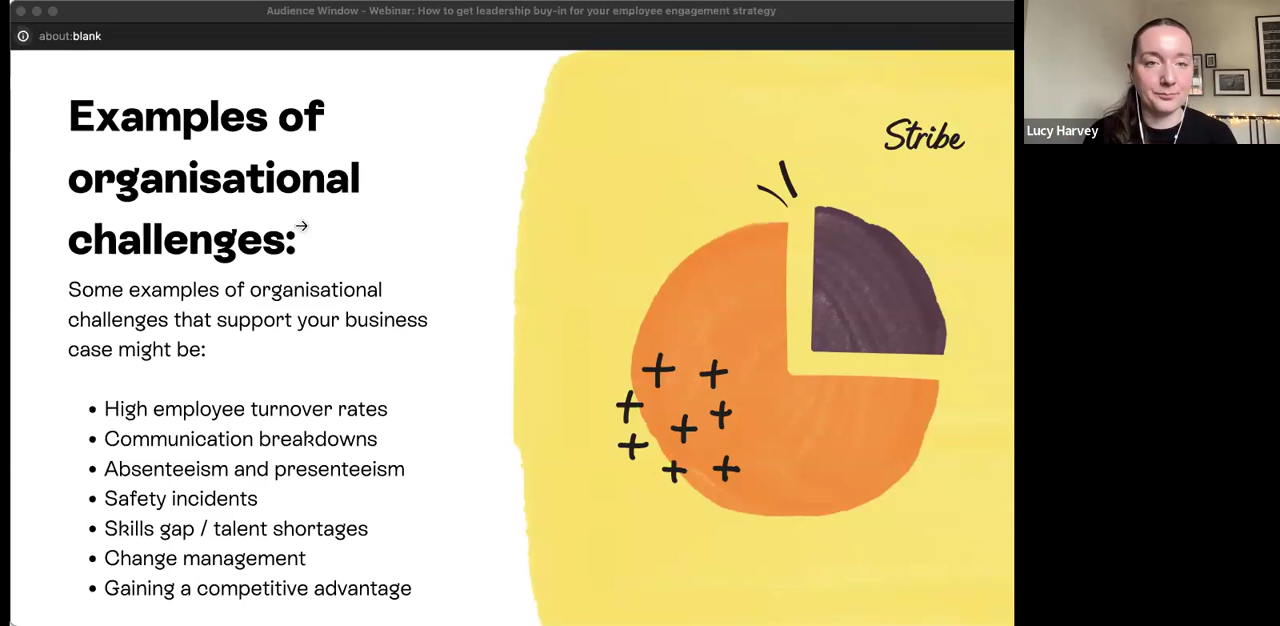 Audience Window - Webinar: How to get leadership buy-in for your employee engagement strategy
about:blank
Examples of
organisational
challenges:
Some examples of organisational
challenges that support your business
case might be:
• High employee turnover rates
• Communication breakdowns
• Absenteeism and presenteeism
• Safety incidents
• Skills gap / talent shortages
• Change management
• Gaining a competitive advantage
Stribe
Lucy Harvey